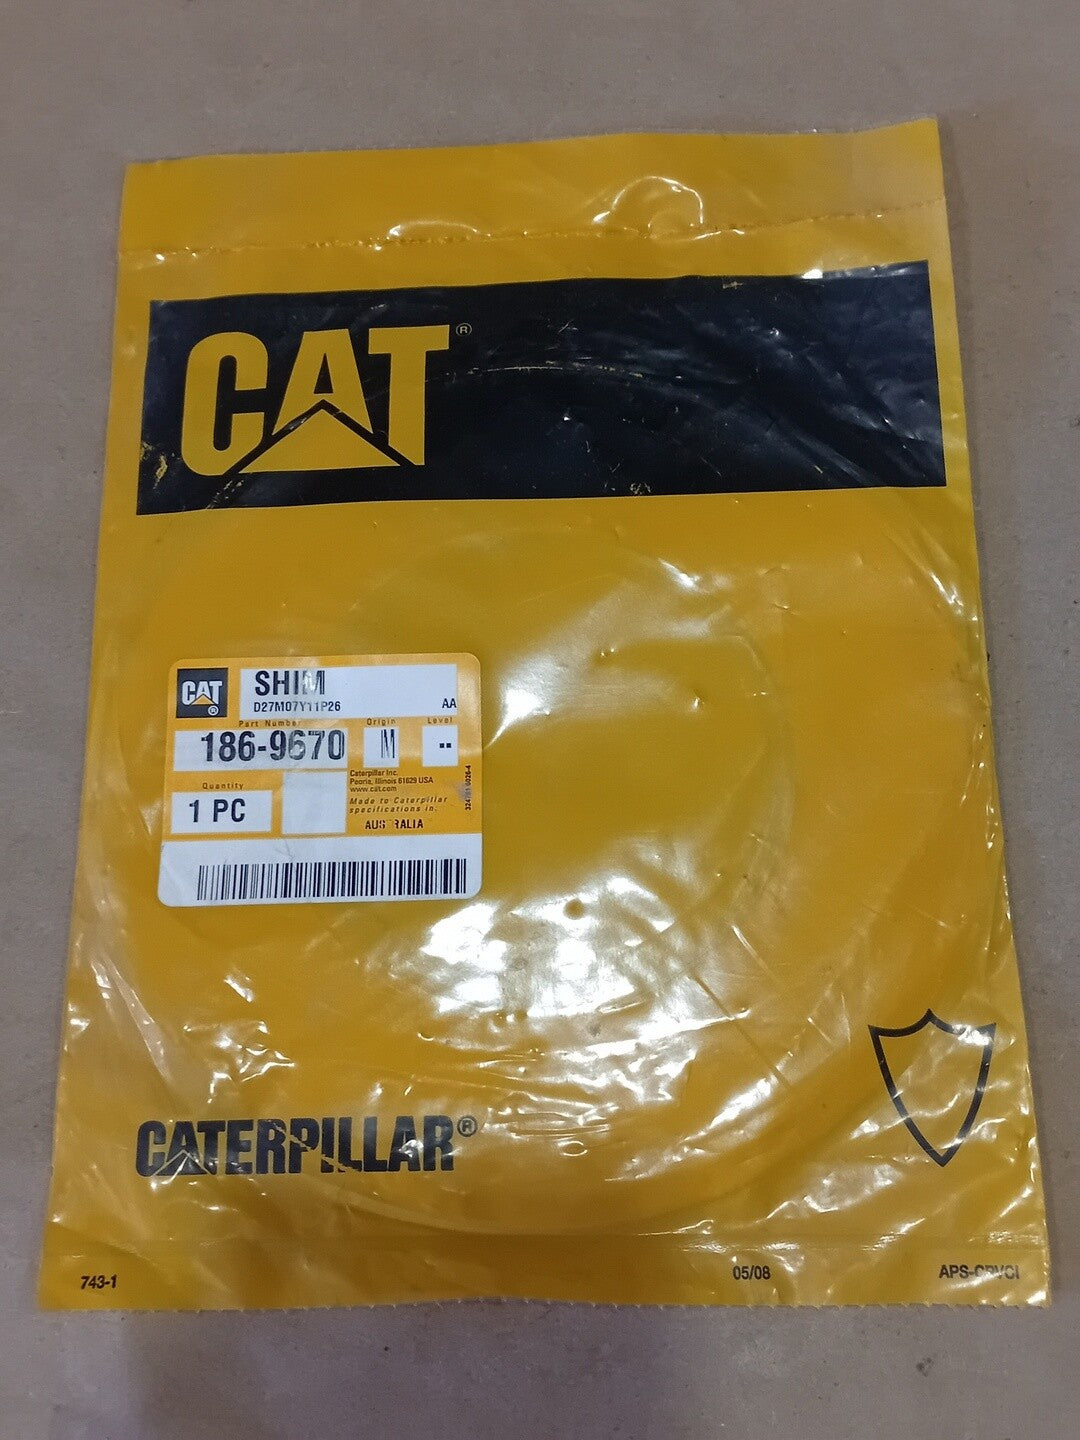 CAT®
CAT®
SHIM
D27M07Y11P26
AA
Part Number
Origin
Level
186-9670
M
--
Quantity
1 PC
Caterpillar Inc.
Peoria, Illinois 61629 USA
www.cat.com
Made to Caterpillar
specifications in.
AUSTRALIA
CATERPILLAR®
743-1
05/08